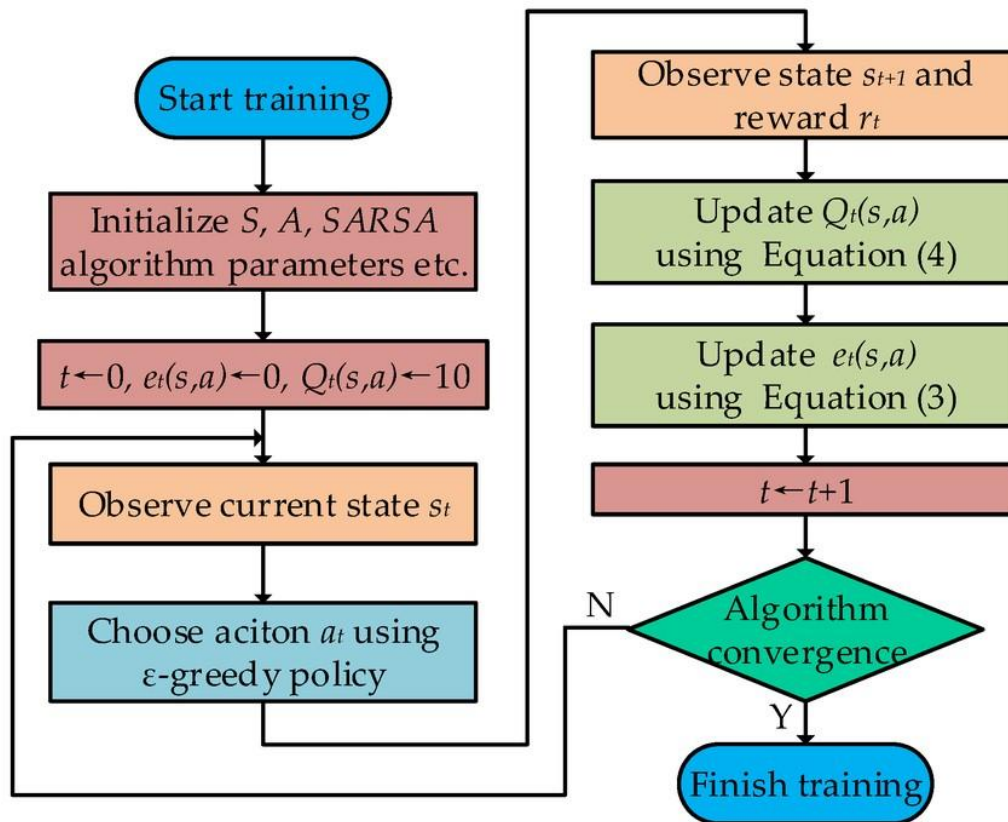 Start training
Initialize S, A, SARSA
algorithm parameters etc.
t←0, et(s,a)←0, Qt(s,a)←10
Observe current state st
Choose aciton at using
ε-greedy policy
Observe state st+1 and
reward rt
Update Qt(s,a)
using Equation (4)
Update et(s,a)
using Equation (3)
t←t+1
Algorithm
convergence
N
Y
Finish training